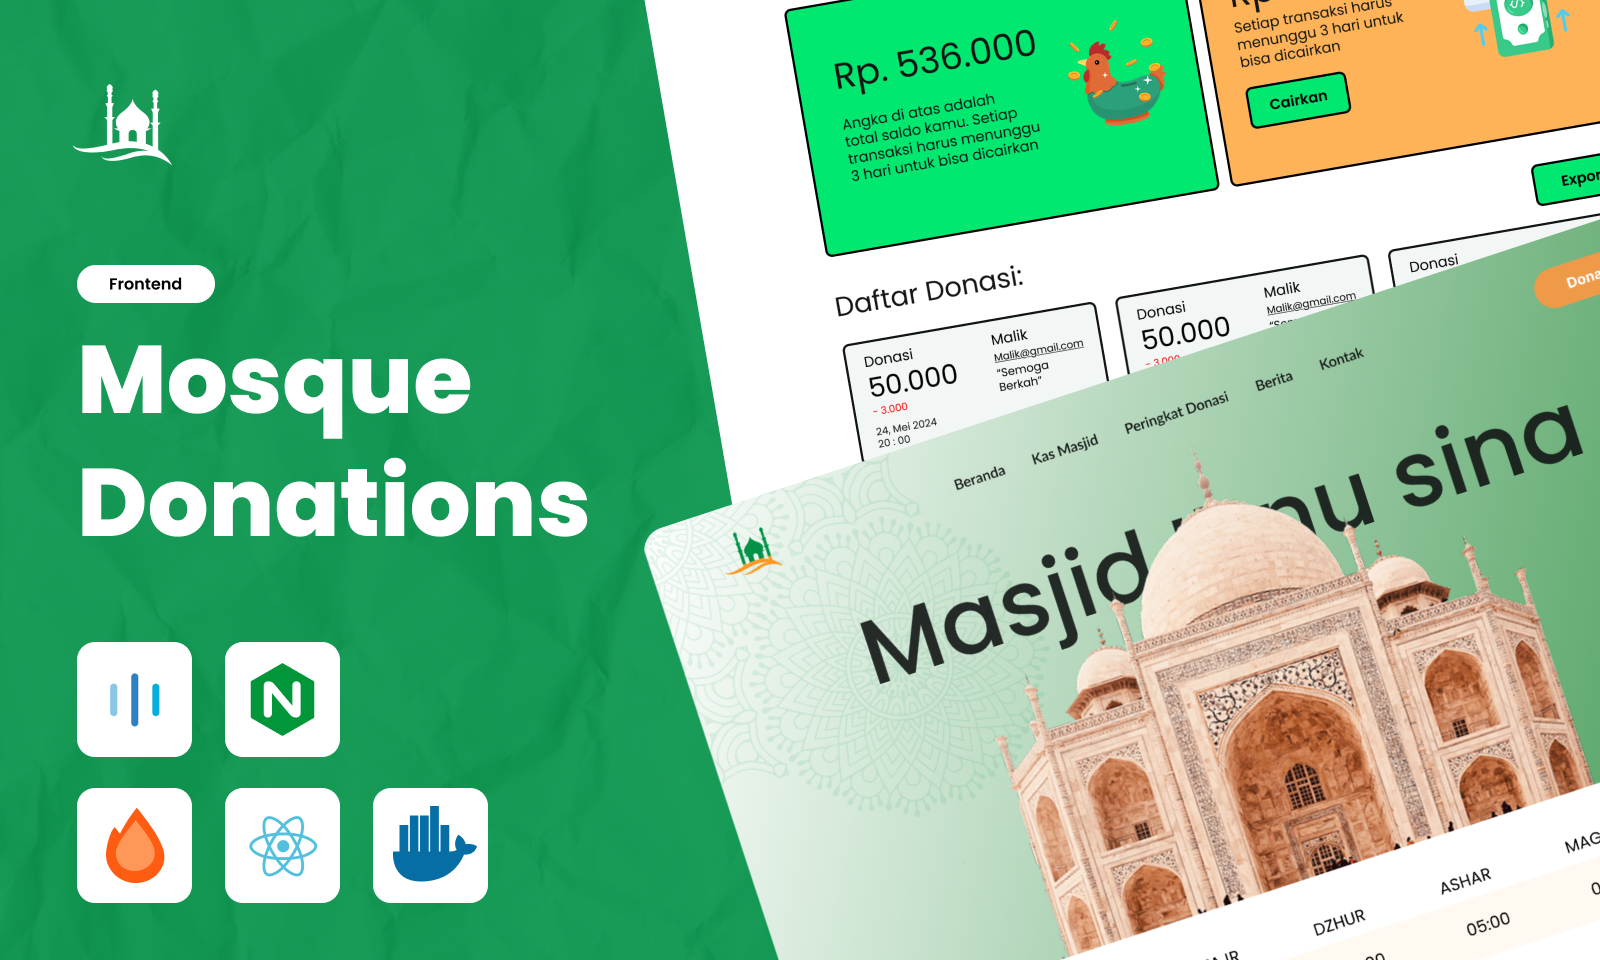 Frontend
Mosque
Donations
Rp. 536.000
Angka di atas adalah
total saldo kamu. Setiap
transaksi harus menunggu
3 hari untuk bisa dicairkan
Setiap transaksi harus
menunggu 3 hari untuk
bisa dicairkan
Cairkan
Daftar Donasi:
Donasi
50.000
- 3.000
24, Mei 2024
20 : 00
Malik
Malik@gmail.com
“Semoga
Berkah”
Donasi
50.000
- 3.000
Malik
Malik@gmail.com
Donasi
Beranda
Kas Masjid
Peringkat Donasi
Berita
Kontak
Masjid
sina
DZHUR
ASHAR
05:00